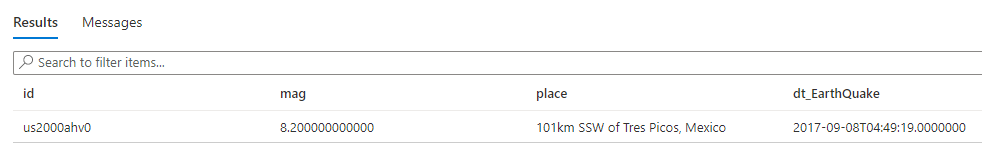 Results Messages
Search to filter items...
id mag place dt_EarthQuake
us2000ahv0 8.200000000000 101km SSW of Tres Picos, Mexico 2017-09-08T04:49:19.0000000